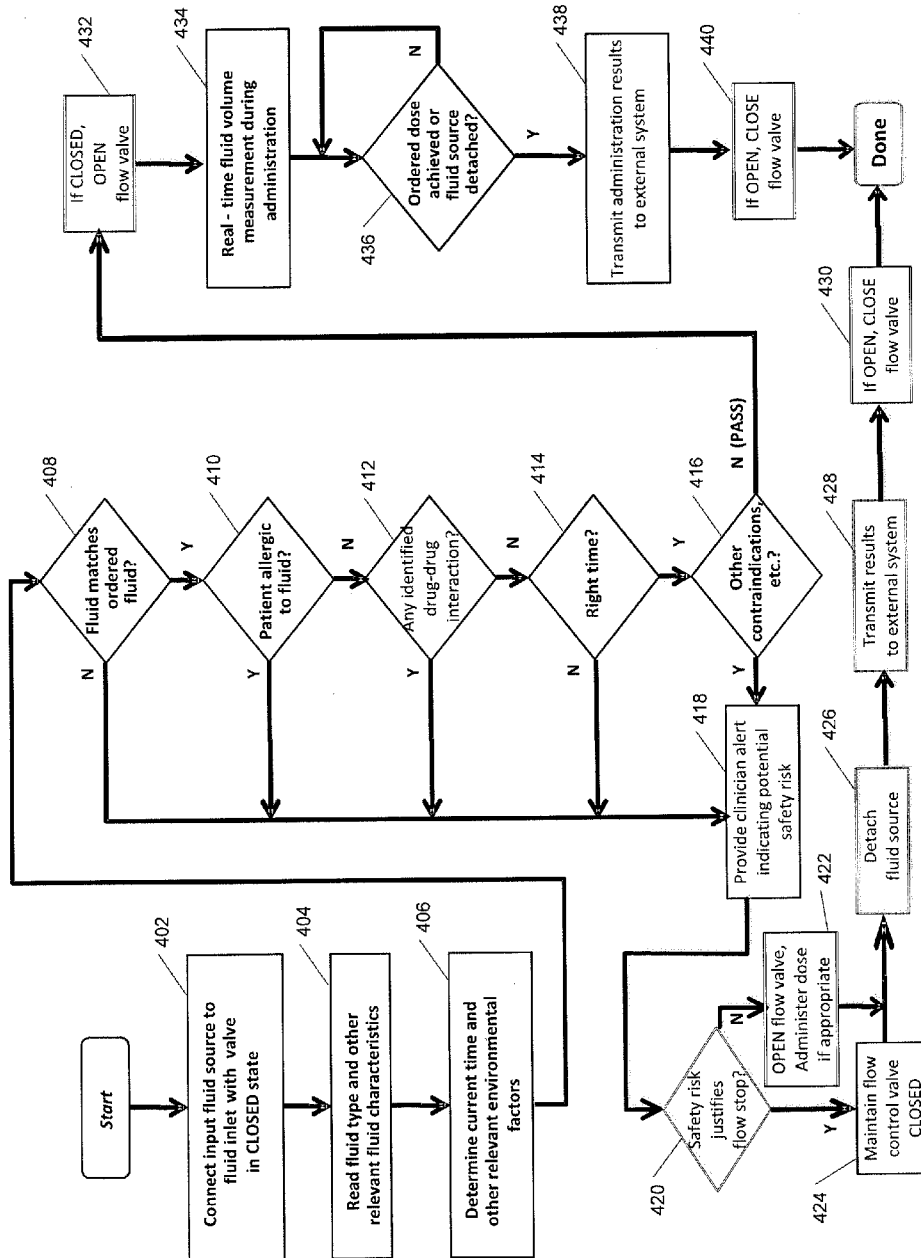 Start
402
Connect input fluid source to
fluid inlet with valve
in CLOSED state
404
Read fluid type and other
relevant fluid characteristics
406
Determine current time and
other relevant environmental
factors
408
Fluid matches
ordered
fluid?
N
Y
410
Patient allergic
to fluid?
Y
N
412
Any identified
drug-drug
interaction?
Y
N
414
Right time?
N
Y
416
Other
contraindications,
etc.?
Y
N (PASS)
418
Provide clinician alert
indicating potential
safety risk
420
Safety risk
justifies
flow stop?
N
Y
422
OPEN flow valve,
Administer dose
if appropriate
424
Maintain flow
control valve
CLOSED
426
Detach
fluid source
428
Transmit results
to external system
430
If OPEN, CLOSE
flow valve
432
If CLOSED,
OPEN
flow valve
434
Real - time fluid volume
measurement during
administration
436
Ordered dose
achieved or
fluid source
detached?
N
Y
438
Transmit administration results
to external system
440
If OPEN, CLOSE
flow valve
Done